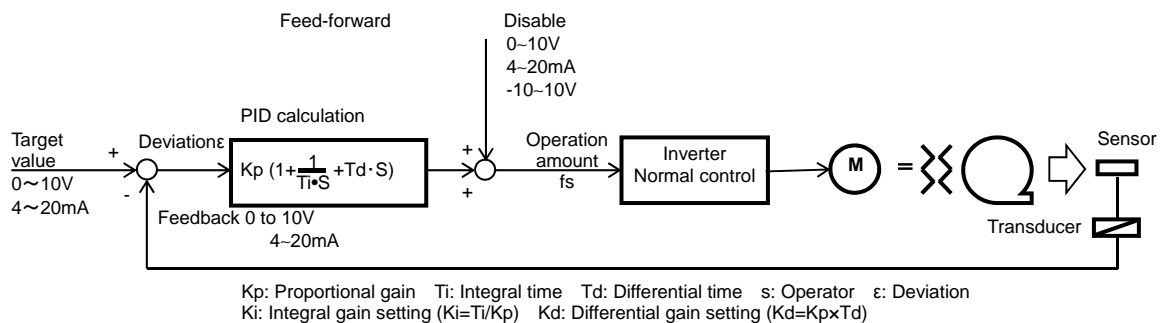 Feed-forward
Disable
0~10V
4~20mA
-10~10V
PID calculation
Target
value
0～10V
4～20mA
+
-
Deviationε
Kp (1+1/Ti•S +Td·S)
Feedback 0 to 10V
4~20mA
+
+
Operation
amount
fs
Inverter
Normal control
M
=
Sensor
Transducer
Kp: Proportional gain Ti: Integral time Td: Differential time s: Operator ε: Deviation
Ki: Integral gain setting (Ki=Ti/Kp) Kd: Differential gain setting (Kd=Kp×Td)